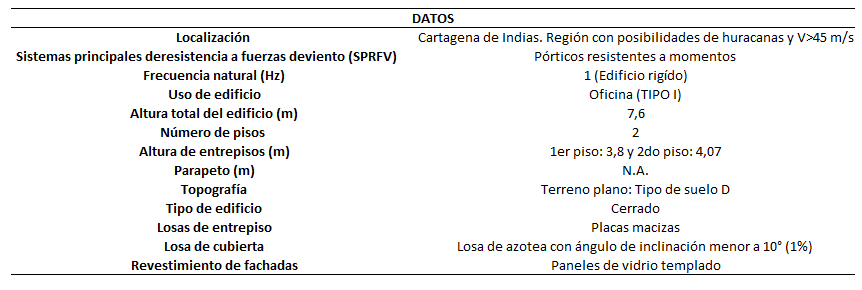 DATOS
Localización Cartagena de Indias. Región con posibilidades de huracanas y V>45 m/s
Sistemas principales deresistencia a fuerzas deviento (SPRFV) Pórticos resistentes a momentos
Frecuencia natural (Hz) 1 (Edificio rigído)
Uso de edificio Oficina (TIPO I)
Altura total del edificio (m) 7,6
Número de pisos 2
Altura de entrepisos (m) 1er piso: 3,8 y 2do piso: 4,07
Parapeto (m) N.A.
Topografía Terreno plano: Tipo de suelo D
Tipo de edificio Cerrado
Losas de entrepiso Placas macizas
Losa de cubierta Losa de azotea con ángulo de inclinación menor a 10° (1%)
Revestimiento de fachadas Paneles de vidrio templado